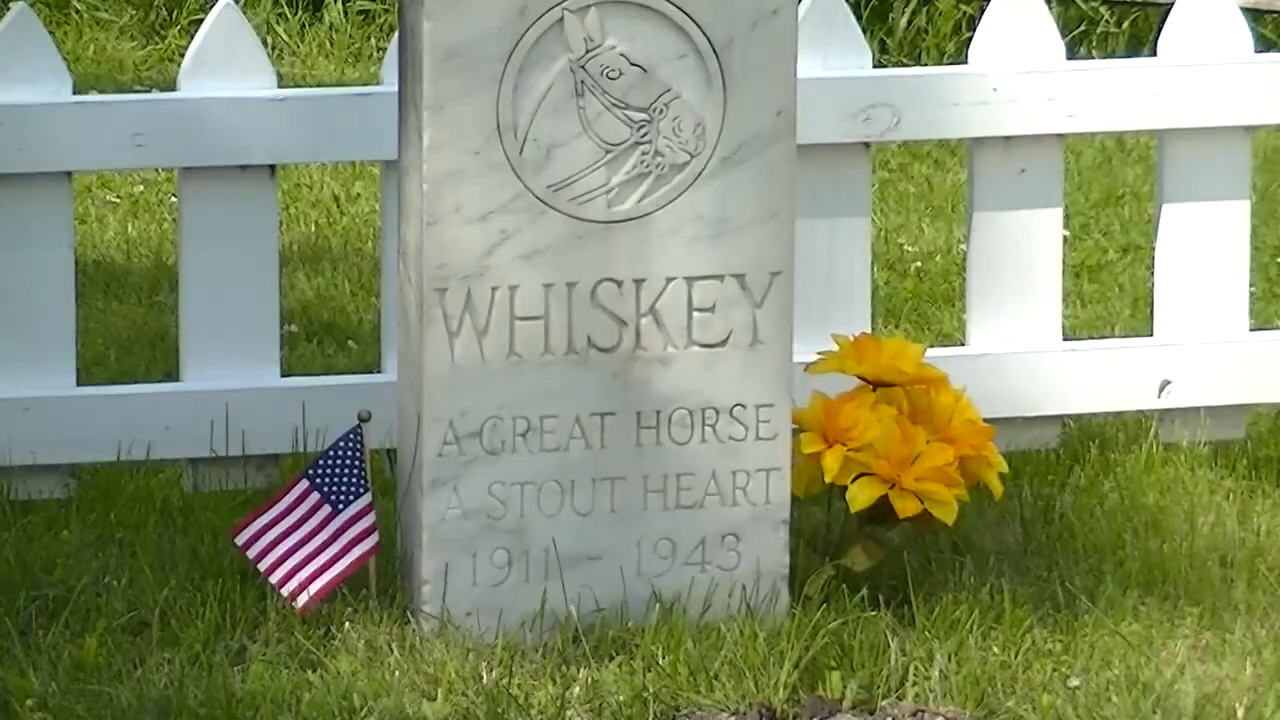 WHISKEY
A GREAT HORSE
A STOUT HEART
1911 - 1943